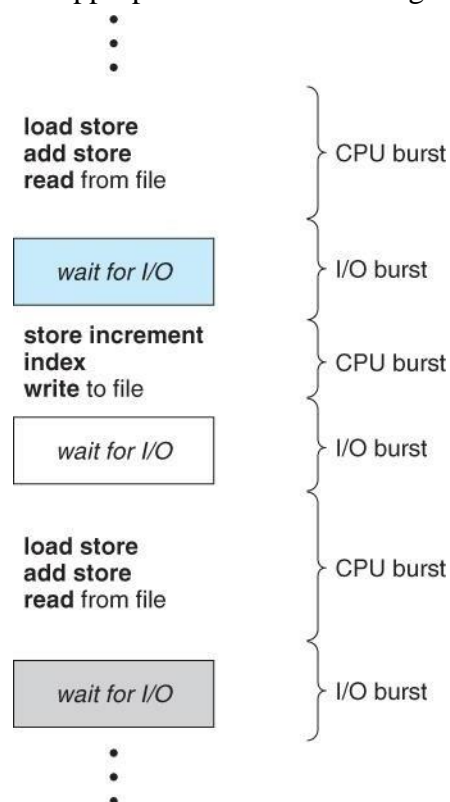 load store
add store
read from file
CPU burst
wait for I/O
I/O burst
store increment
index
write to file
CPU burst
wait for I/O
I/O burst
load store
add store
read from file
CPU burst
wait for I/O
I/O burst